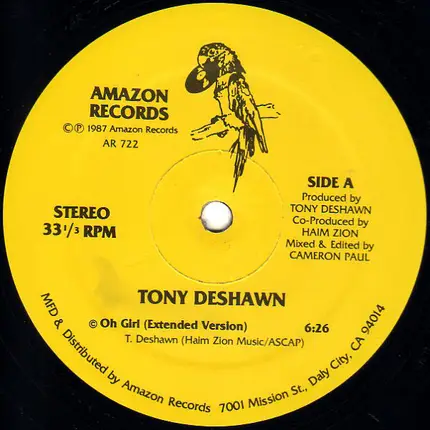 AMAZON
RECORDS
© ℗ 1987 Amazon Records
AR 722
SIDE A
Produced by
TONY DESHAWN
Co-Produced by
HAIM ZION
Mixed & Edited by
CAMERON PAUL
STEREO
33 1/3 RPM
TONY DESHAWN
© Oh Girl (Extended Version) 6:26
T. Deshawn (Haim Zion Music/ASCAP)
MFD & Distributed by Amazon Records 7001 Mission St., Daly City, CA 94014